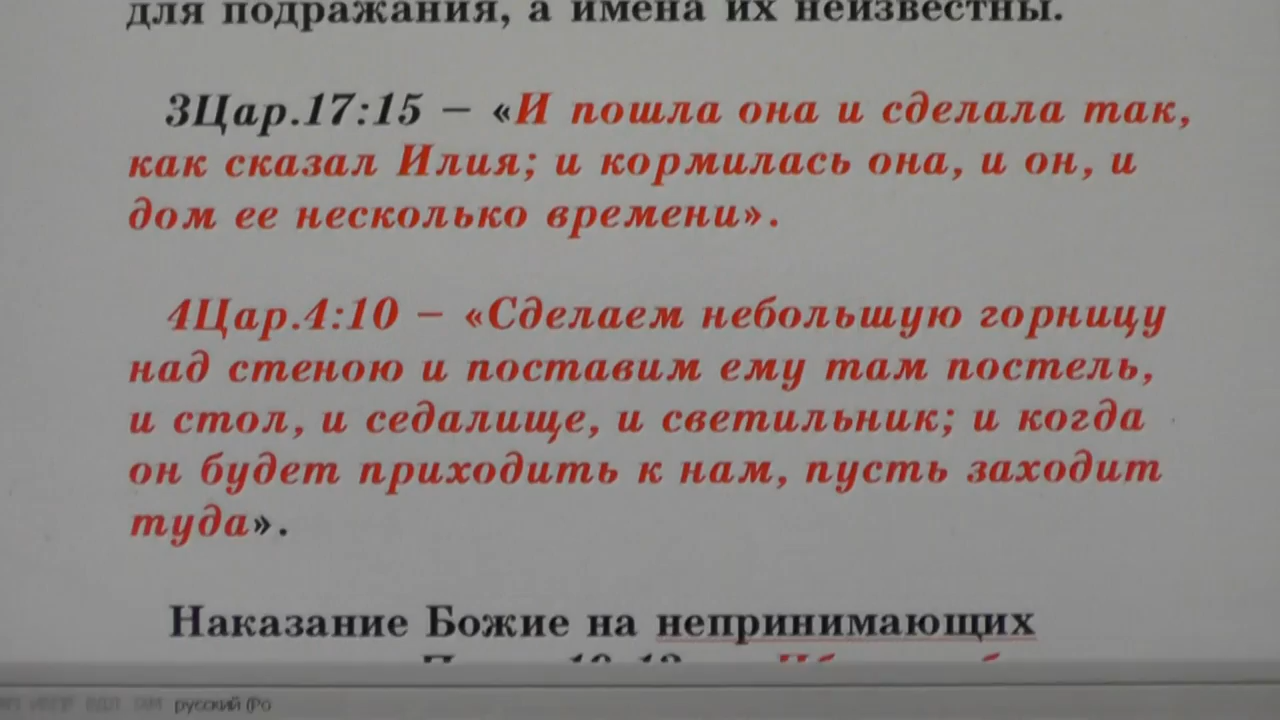 для подражания, а имена их неизвестны.
3Цар.17:15 – «И пошла она и сделала так,
как сказал Илия; и кормилась она, и он, и
дом ее несколько времени».
4Цар.4:10 – «Сделаем небольшую горницу
над стеною и поставим ему там постель,
и стол, и седалище, и светильник; и когда
он будет приходить к нам, пусть заходит
туда».
Наказание Божие на непринимающих
русский (Ро